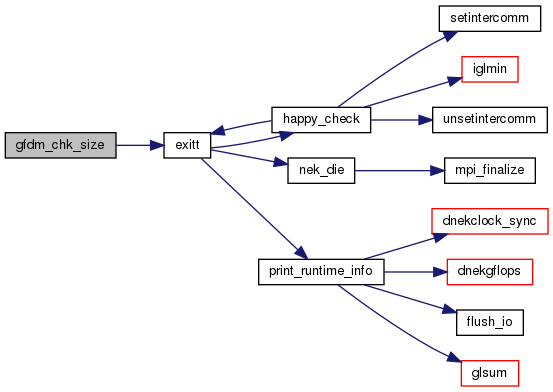 setintercomm
iglmin
happy_check
unsetintercomm
gfdm_chk_size
exitt
nek_die
mpi_finalize
dnekclock_sync
print_runtime_info
dnekgflops
flush_io
glsum